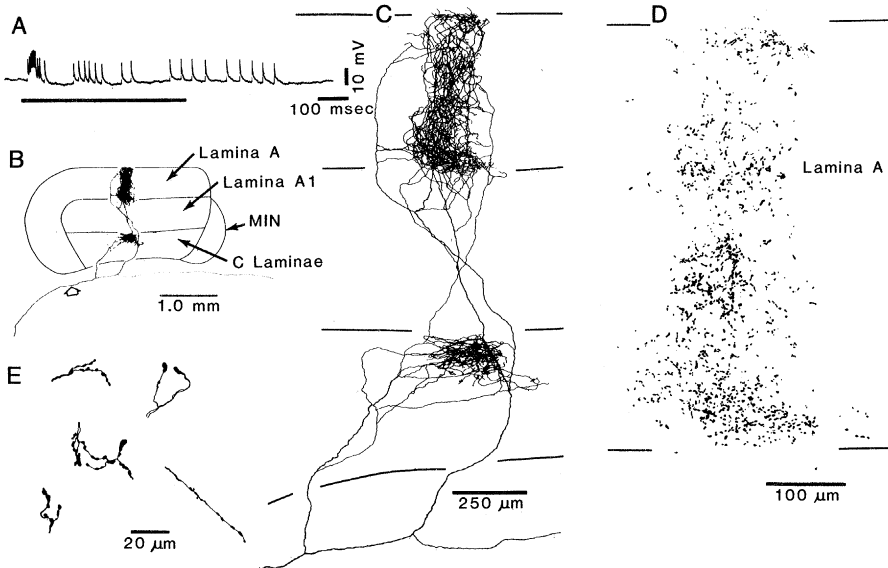 A
10 mV
100 msec
B
Lamina A
Lamina A1
MIN
C Laminae
1.0 mm
C
250 µm
D
Lamina A
100 µm
E
20 µm